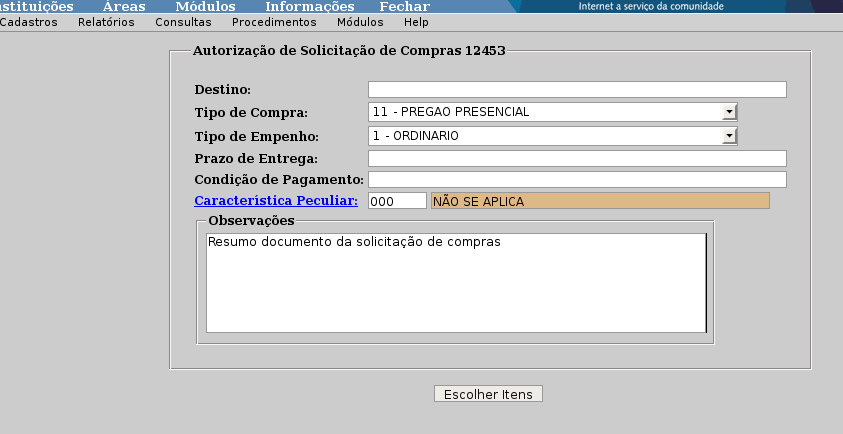 Instituições Áreas Módulos Informações Fechar Internet a serviço da comunidade
Cadastros Relatórios Consultas Procedimentos Módulos Help
Autorização de Solicitação de Compras 12453
Destino:
Tipo de Compra: 11 - PREGAO PRESENCIAL
Tipo de Empenho: 1 - ORDINARIO
Prazo de Entrega:
Condição de Pagamento:
Característica Peculiar: 000 NÃO SE APLICA
Observações
Resumo documento da solicitação de compras
Escolher Itens